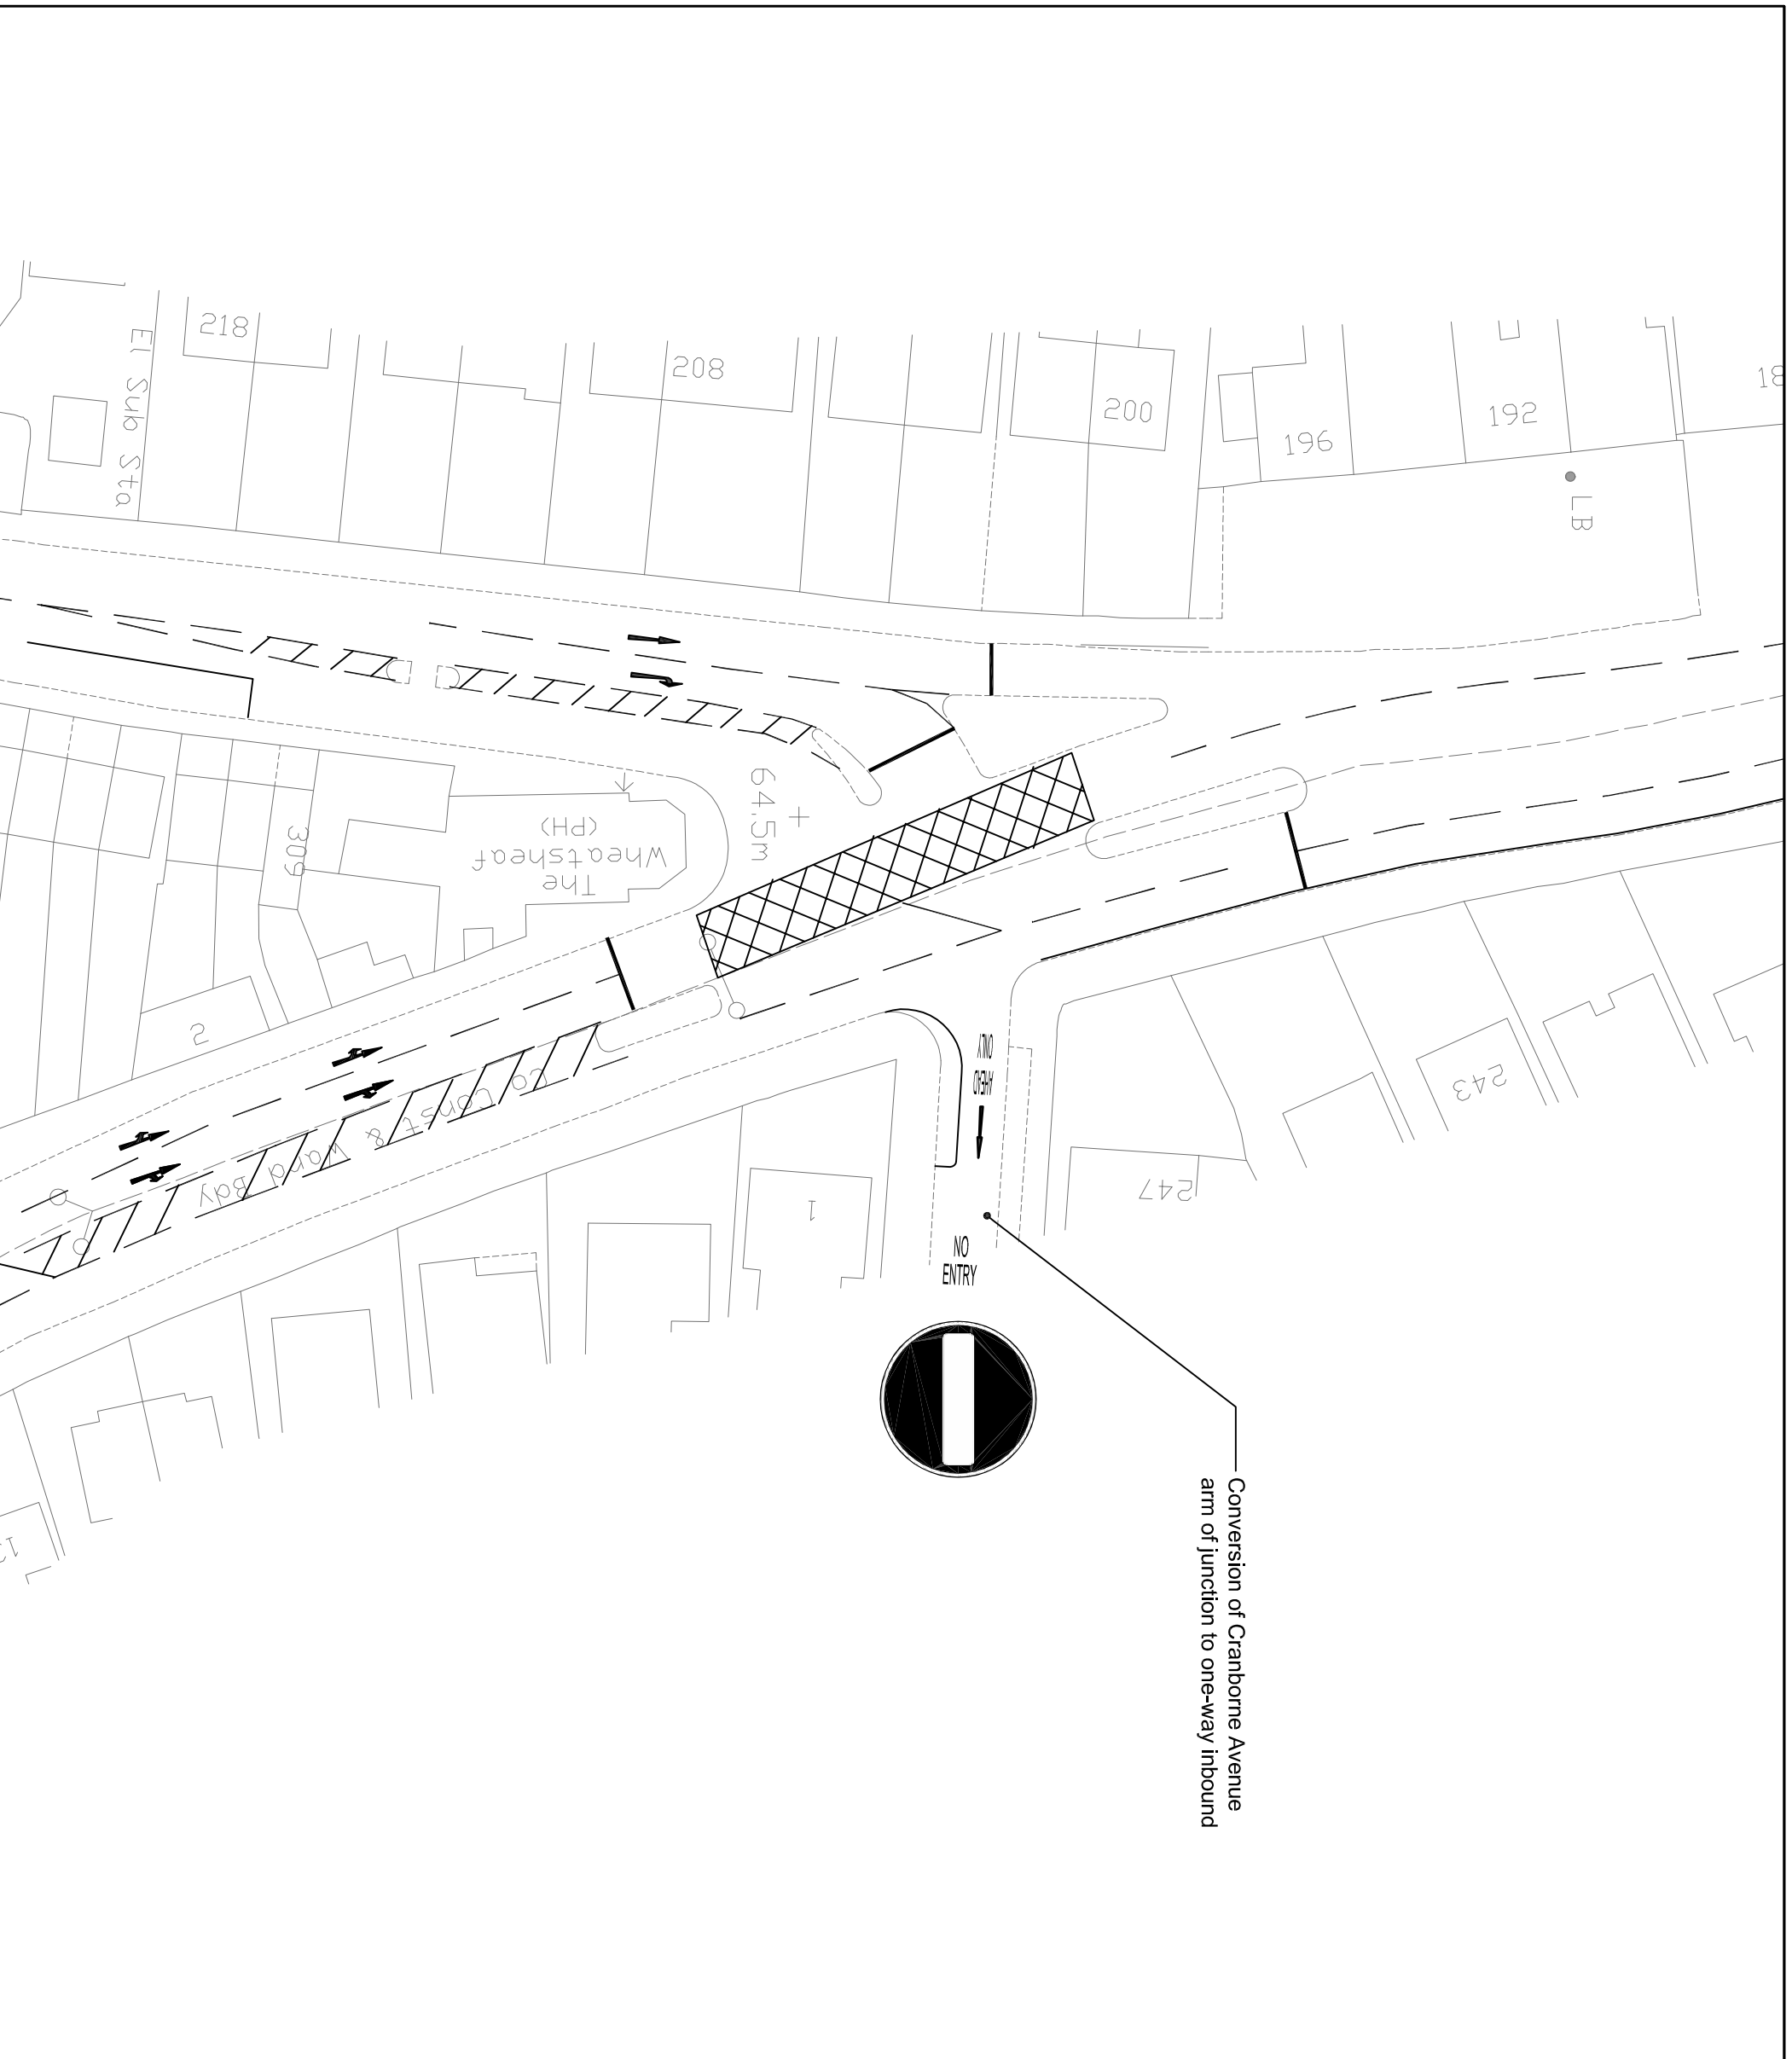 218
El Sub Sta
208
200
196
192
18
LB
64.5m
The
Wheatsheaf
(PH)
309
2
Co Const & Ward Bdy
ONLY
AHEAD
NO
ENTRY
1
247
243
Conversion of Cranborne Avenue
arm of junction to one-way inbound